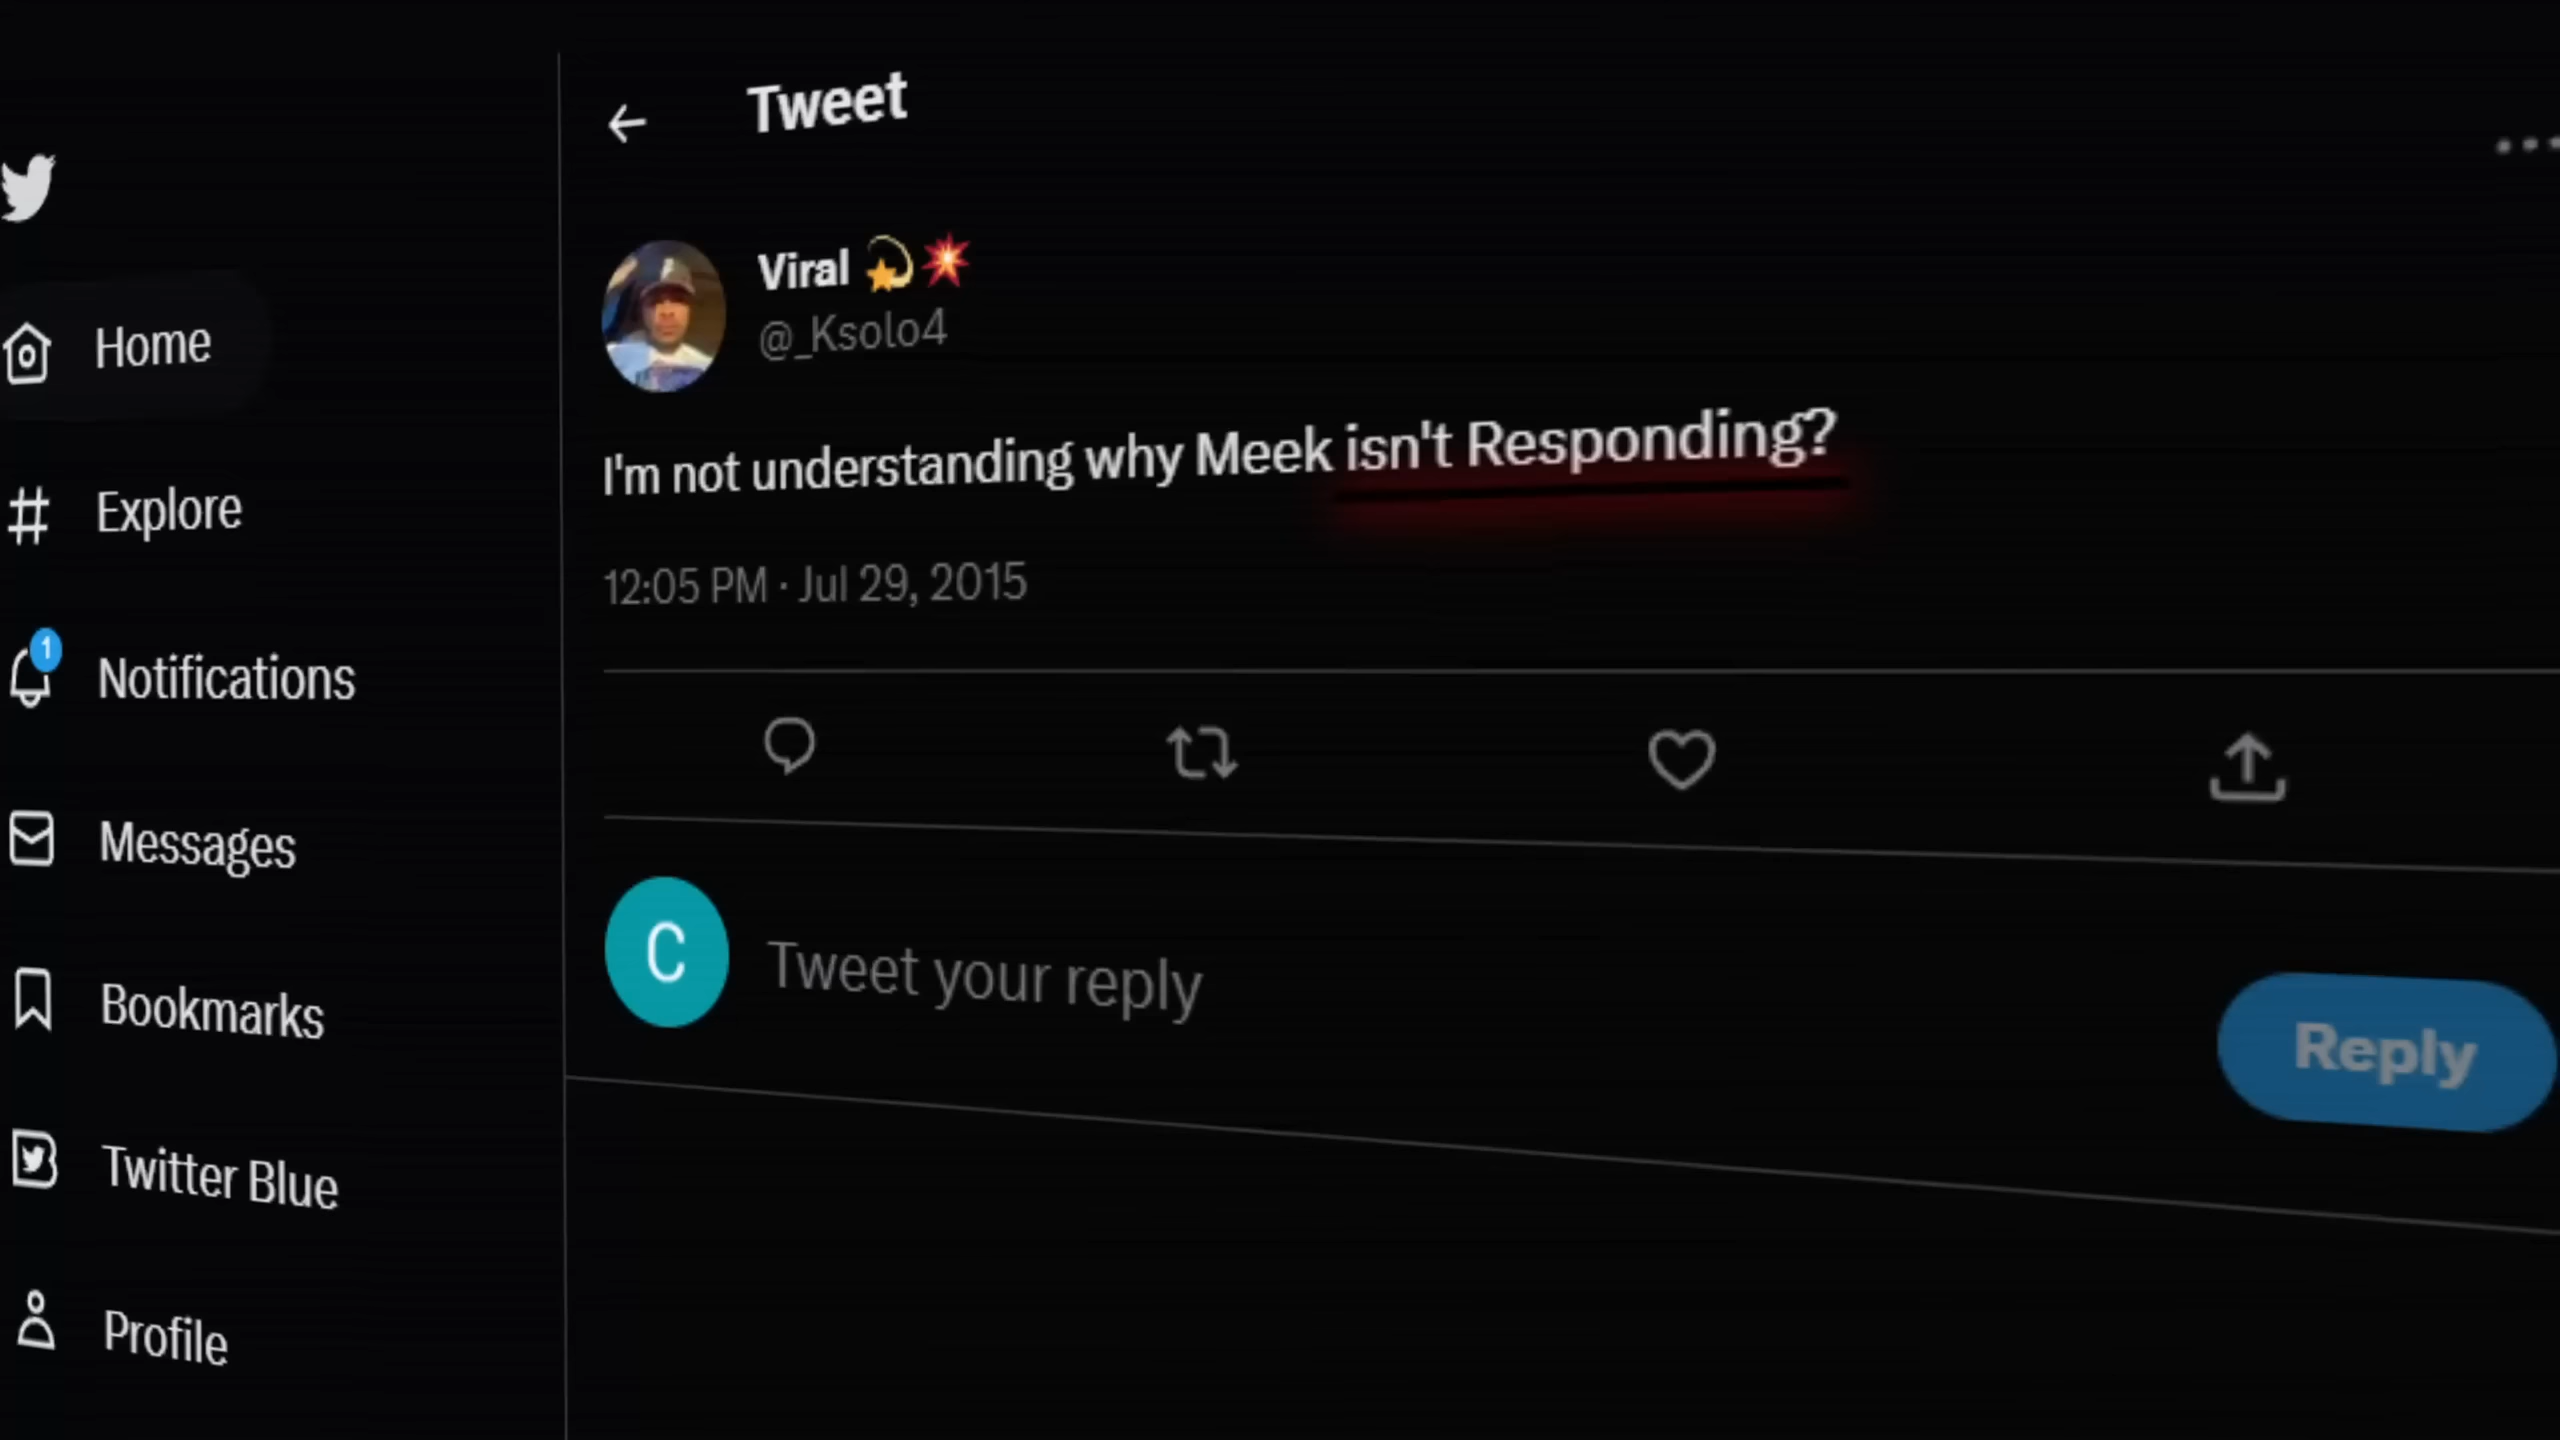 Tweet
Home
Explore
1
Notifications
Messages
Bookmarks
Twitter Blue
Profile
Viral 💫💥
@_Ksolo4
I'm not understanding why Meek isn't Responding?
12:05 PM · Jul 29, 2015
C
Tweet your reply
Reply